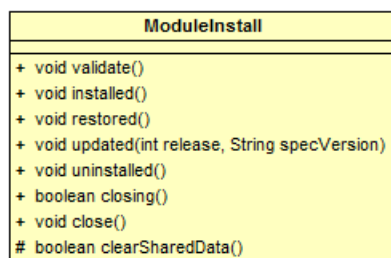 ModuleInstall
+ void validate()
+ void installed()
+ void restored()
+ void updated(int release, String specVersion)
+ void uninstalled()
+ boolean closing()
+ void close()
# boolean clearSharedData()